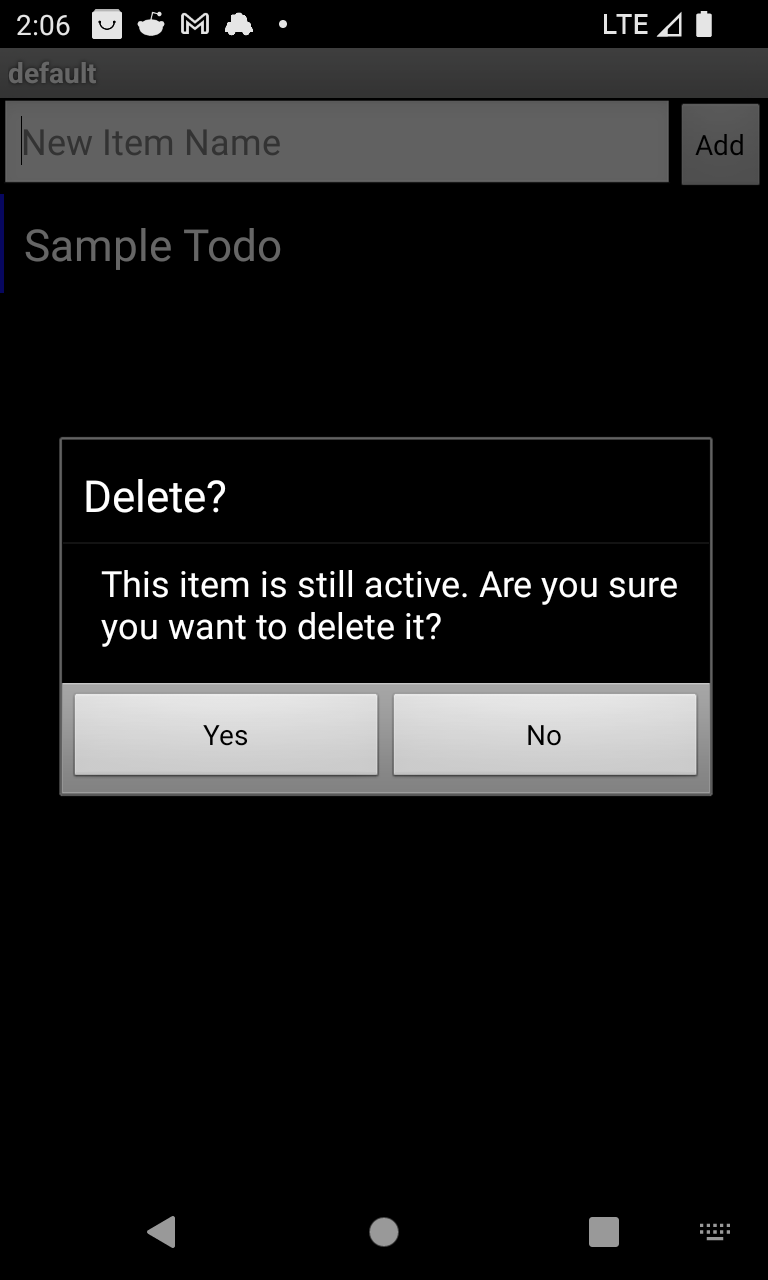 2:06 LTE
default
New Item Name Add
Sample Todo
Delete?
This item is still active. Are you sure
you want to delete it?
Yes No